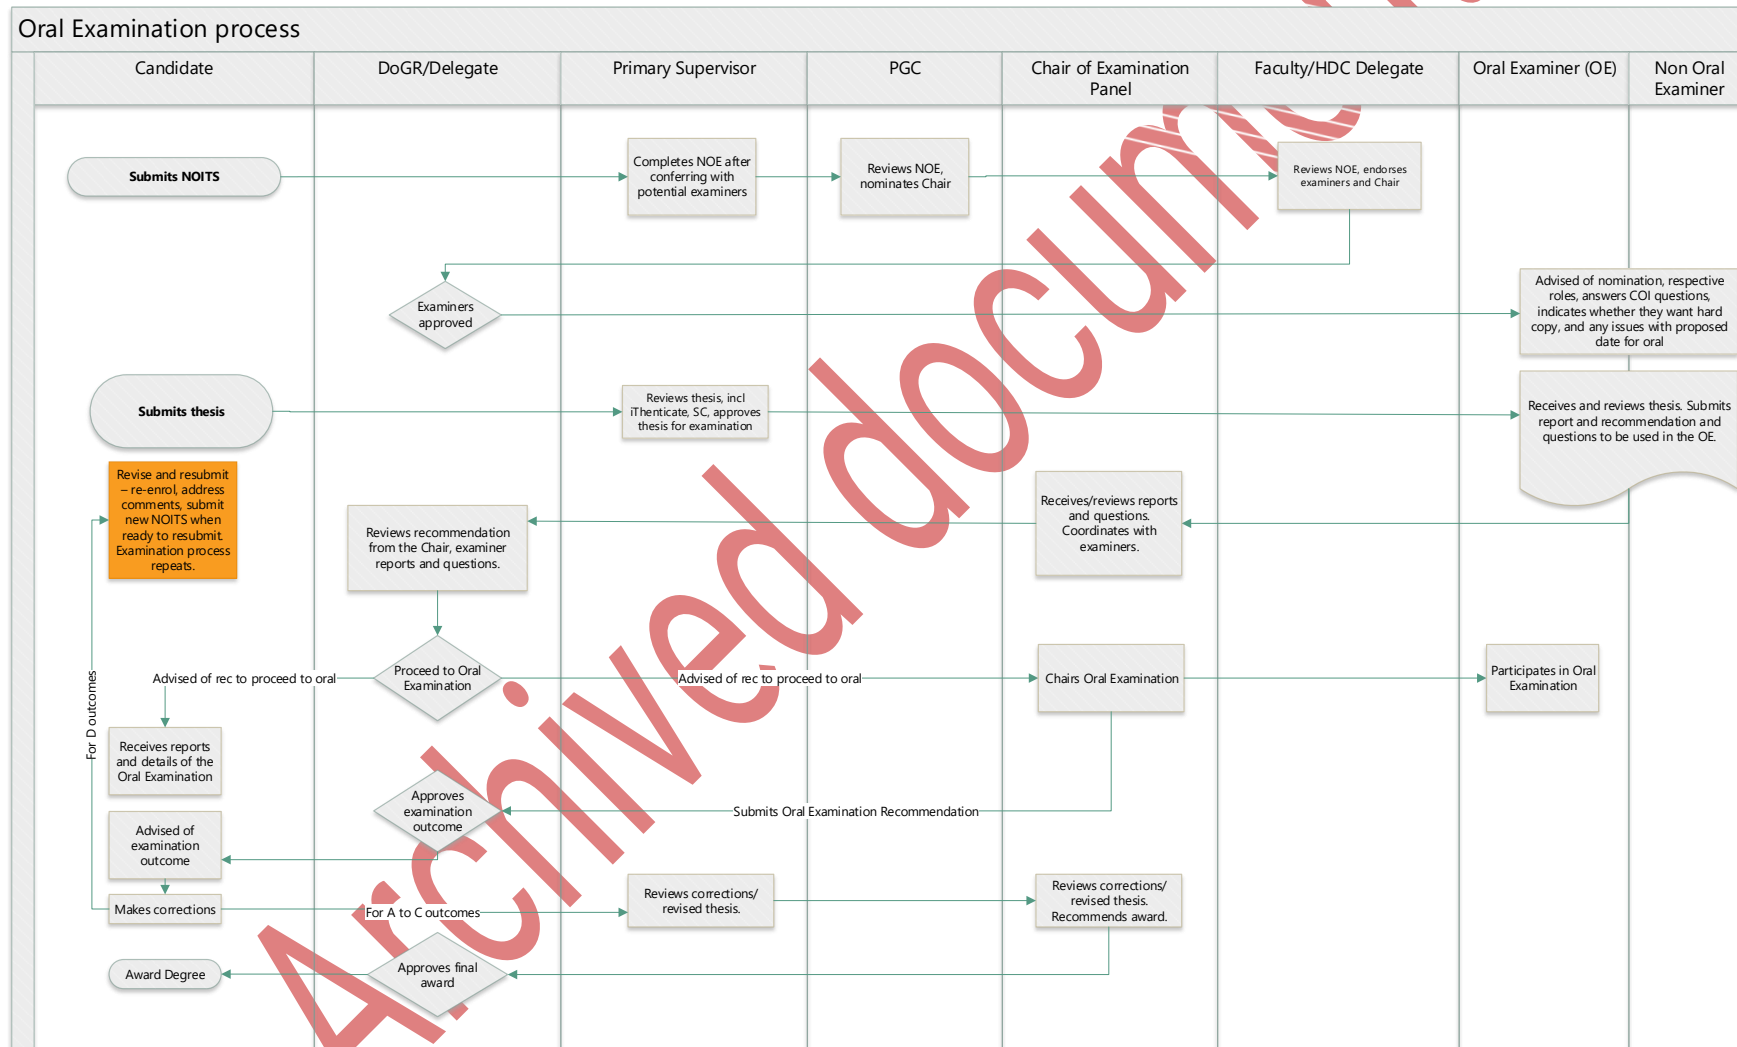 Oral Examination process
Candidate
DoGR/Delegate
Primary Supervisor
PGC
Chair of Examination
Panel
Faculty/HDC Delegate
Oral Examiner (OE)
Non Oral
Examiner
Submits NOITS
Completes NOE after
conferring with
potential examiners
Reviews NOE,
nominates Chair
Reviews NOE, endorses
examiners and Chair
Examiners
approved
Advised of nomination, respective
roles, answers COI questions,
indicates whether they want hard
copy, and any issues with proposed
date for oral
Submits thesis
Reviews thesis, incl
iThenticate, SC, approves
thesis for examination
Receives and reviews thesis. Submits
report and recommendation and
questions to be used in the OE.
Revise and resubmit
– re-enrol, address
comments, submit
new NOITS when
ready to resubmit.
Examination process
repeats.
Reviews recommendation
from the Chair, examiner
reports and questions.
Receives/reviews reports
and questions.
Coordinates with
examiners.
For D outcomes
Advised of rec to proceed to oral
Proceed to Oral
Examination
Advised of rec to proceed to oral
Chairs Oral Examination
Participates in Oral
Examination
Receives reports
and details of the
Oral Examination
Approves
examination
outcome
Submits Oral Examination Recommendation
Advised of
examination
outcome
Makes corrections
For A to C outcomes
Reviews corrections/
revised thesis.
Reviews corrections/
revised thesis.
Recommends award.
Award Degree
Approves final
award
Archived docume